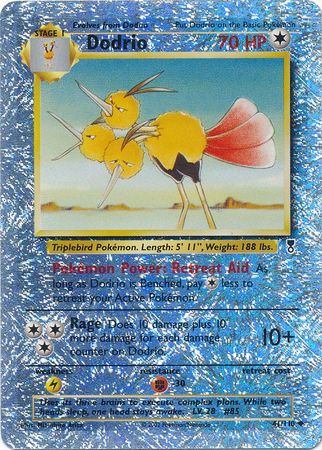 STAGE 1
Evolves from Doduo
Put Dodrio on the Basic Pokémon
Dodrio
70 HP
Triplebird Pokémon. Length: 5' 11", Weight: 188 lbs.
Pokémon Power: Retreat Aid As
long as Dodrio is Benched, pay less to
retreat your Active Pokémon.
Rage Does 10 damage plus 10
more damage for each damage
counter on Dodrio.
10+
weakness
resistance
retreat cost
-30
Uses its three brains to execute complex plans. While two
heads sleep, one head stays awake. LV. 28 #85